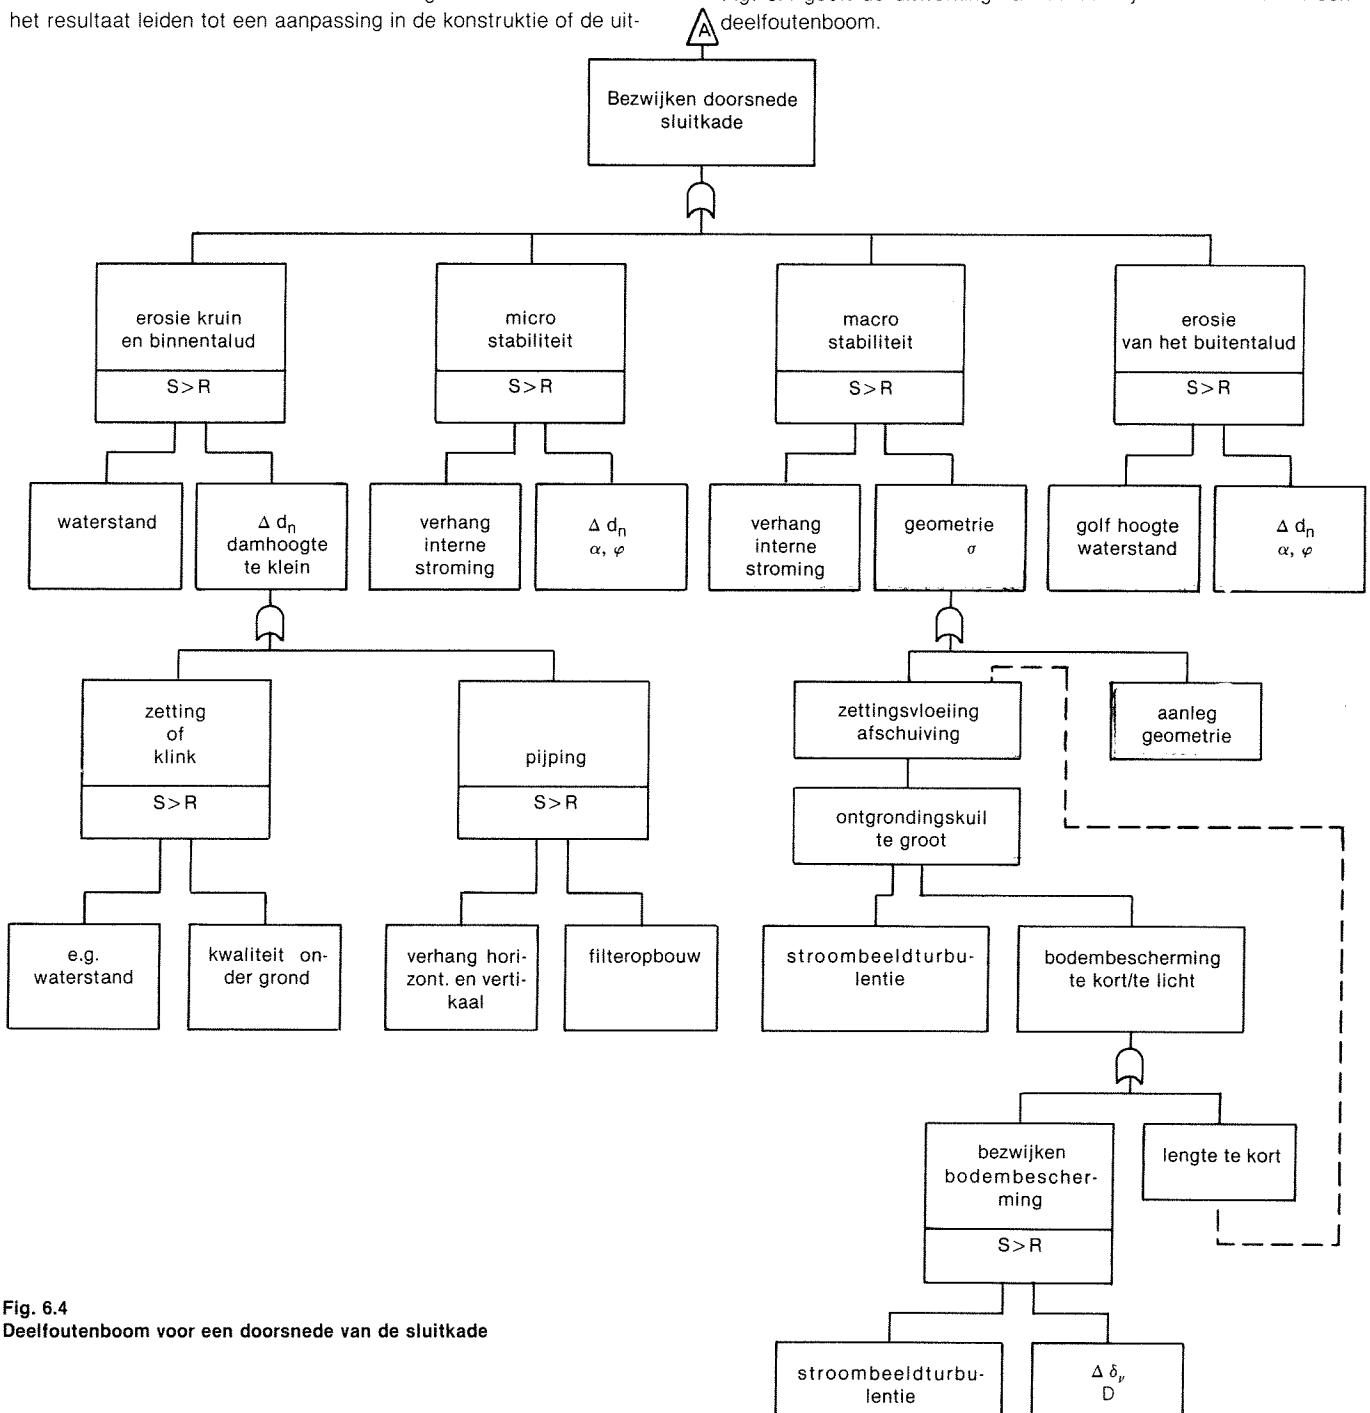 het resultaat leiden tot een aanpassing in de konstruktie of de uit-
deelfoutenboom.
A
Bezwijken doorsnede
sluitkade
erosie kruin
en binnentalud
S>R
micro
stabiliteit
S>R
macro
stabiliteit
S>R
erosie
van het buitentalud
S>R
waterstand
Δ dn
damhoogte
te klein
verhang
interne
stroming
Δ dn
α, φ
verhang
interne
stroming
geometrie
σ
golf hoogte
waterstand
Δ dn
α, φ
zetting
of
klink
S>R
pijping
S>R
zettingsvloeiing
afschuiving
aanleg
geometrie
ontgrondingskuil
te groot
e.g.
waterstand
kwaliteit on-
der grond
verhang hori-
zont. en verti-
kaal
filteropbouw
stroombeeldturbu-
lentie
bodembescherming
te kort/te licht
bezwijken
bodembescher-
ming
S>R
lengte te kort
Fig. 6.4
Deelfoutenboom voor een doorsnede van de sluitkade
stroombeeldturbu-
lentie
Δ δν
D